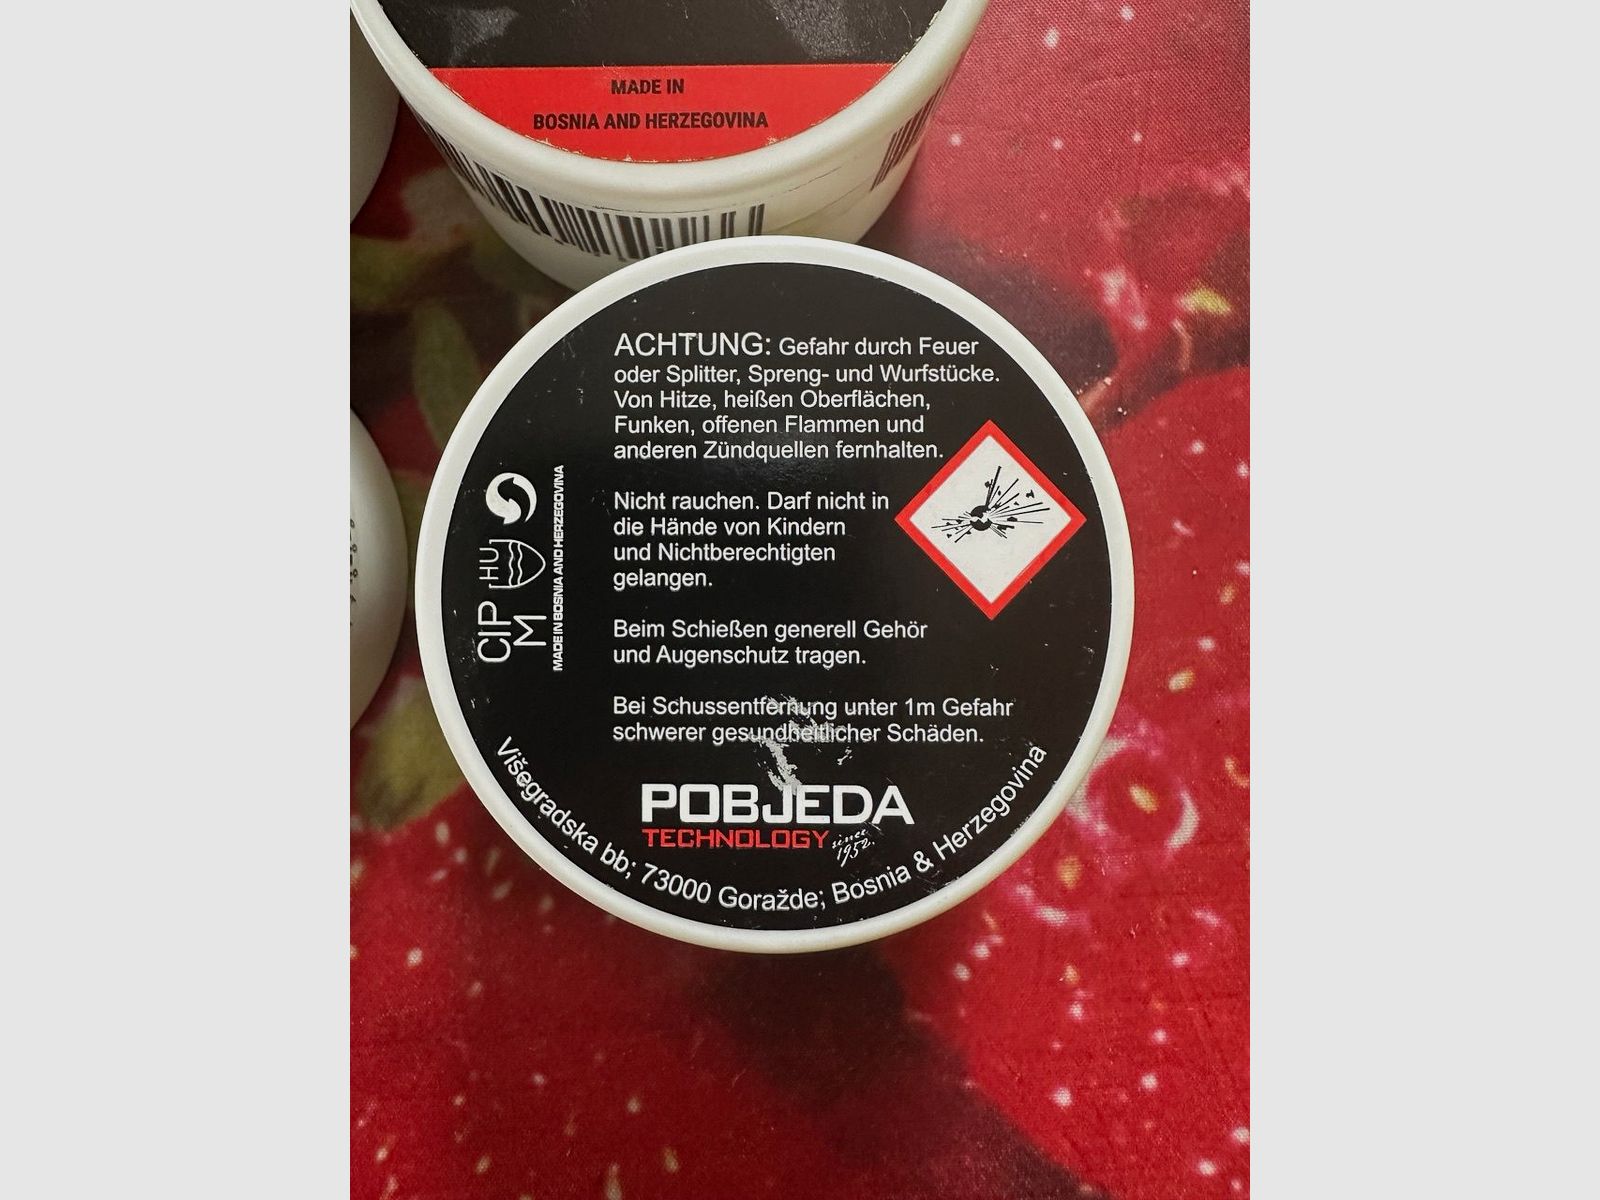 MADE IN
BOSNIA AND HERZEGOVINA
ACHTUNG: Gefahr durch Feuer
oder Splitter, Spreng- und Wurfstücke.
Von Hitze, heißen Oberflächen,
Funken, offenen Flammen und
anderen Zündquellen fernhalten.
Nicht rauchen. Darf nicht in
die Hände von Kindern
und Nichtberechtigten
gelangen.
Beim Schießen generell Gehör
und Augenschutz tragen.
Bei Schussentfernung unter 1m Gefahr
schwerer gesundheitlicher Schäden.
CIP
M
HU
MADE IN BOSNIA AND HERZEGOVINA
POBJEDA
TECHNOLOGY since
1952.
Višegradska bb; 73000 Goražde; Bosnia & Herzegovina